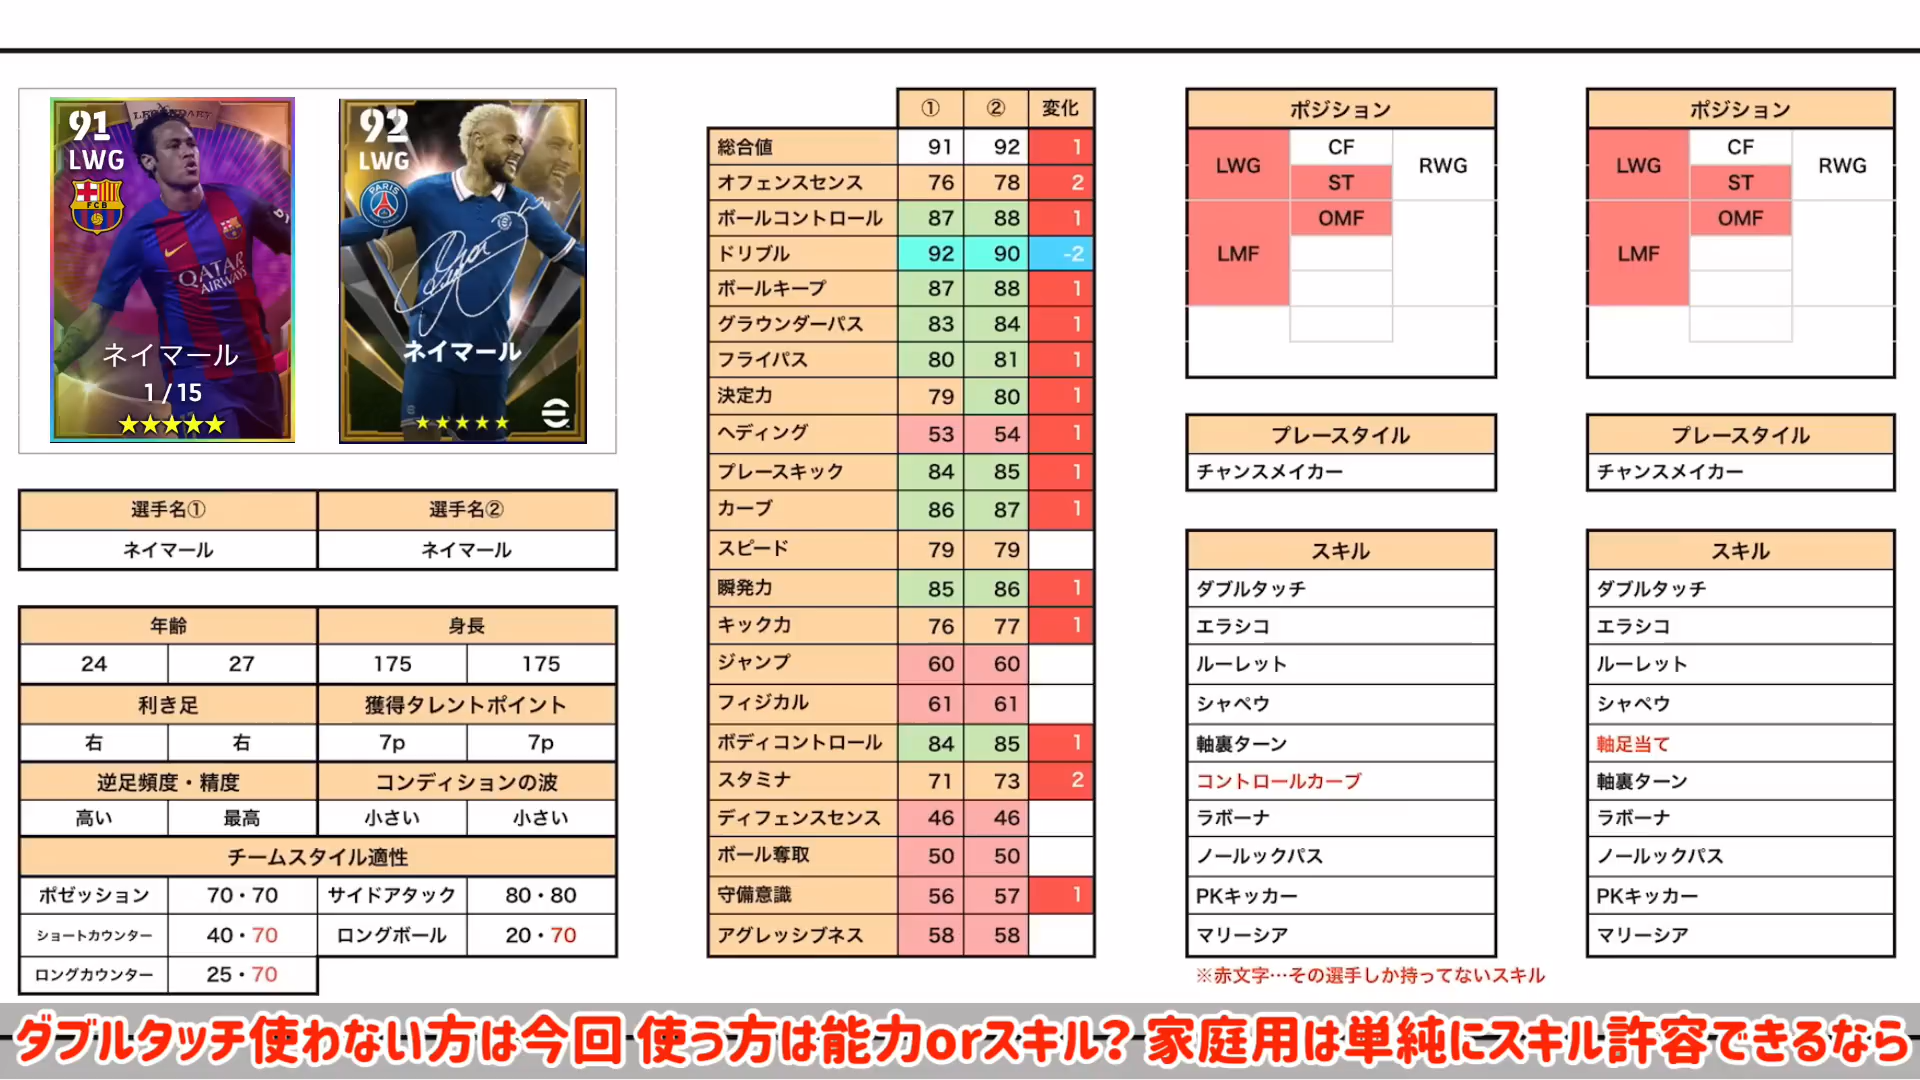 91
LWG
FCB
QATAR
AIRWAYS
ネイマール
1/15
★★★★★
92
LWG
PARIS
ネイマール
★★★★★
選手名① 選手名②
ネイマール ネイマール
年齢 身長
24 27 175 175
利き足 獲得タレントポイント
右 右 7p 7p
逆足頻度・精度 コンディションの波
高い 最高 小さい 小さい
チームスタイル適性
ポゼッション 70・70 サイドアタック 80・80
ショートカウンター 40・70 ロングボール 20・70
ロングカウンター 25・70
① ② 変化
総合値 91 92 1
オフェンスセンス 76 78 2
ボールコントロール 87 88 1
ドリブル 92 90 -2
ボールキープ 87 88 1
グラウンダーパス 83 84 1
フライパス 80 81 1
決定力 79 80 1
ヘディング 53 54 1
プレースキック 84 85 1
カーブ 86 87 1
スピード 79 79
瞬発力 85 86 1
キック力 76 77 1
ジャンプ 60 60
フィジカル 61 61
ボディコントロール 84 85 1
スタミナ 71 73 2
ディフェンスセンス 46 46
ボール奪取 50 50
守備意識 56 57 1
アグレッシブネス 58 58
ポジション
CF
LWG RWG
ST
OMF
LMF
プレースタイル
チャンスメイカー
スキル
ダブルタッチ
エラシコ
ルーレット
シャペウ
軸裏ターン
コントロールカーブ
ラボーナ
ノールックパス
PKキッカー
マリーシア
※赤文字…その選手しか持ってないスキル
ポジション
CF
LWG RWG
ST
OMF
LMF
プレースタイル
チャンスメイカー
スキル
ダブルタッチ
エラシコ
ルーレット
シャペウ
軸足当て
軸裏ターン
ラボーナ
ノールックパス
PKキッカー
マリーシア
ダブルタッチ使わない方は今回 使う方は能力orスキル？ 家庭用は単純にスキル許容できるなら